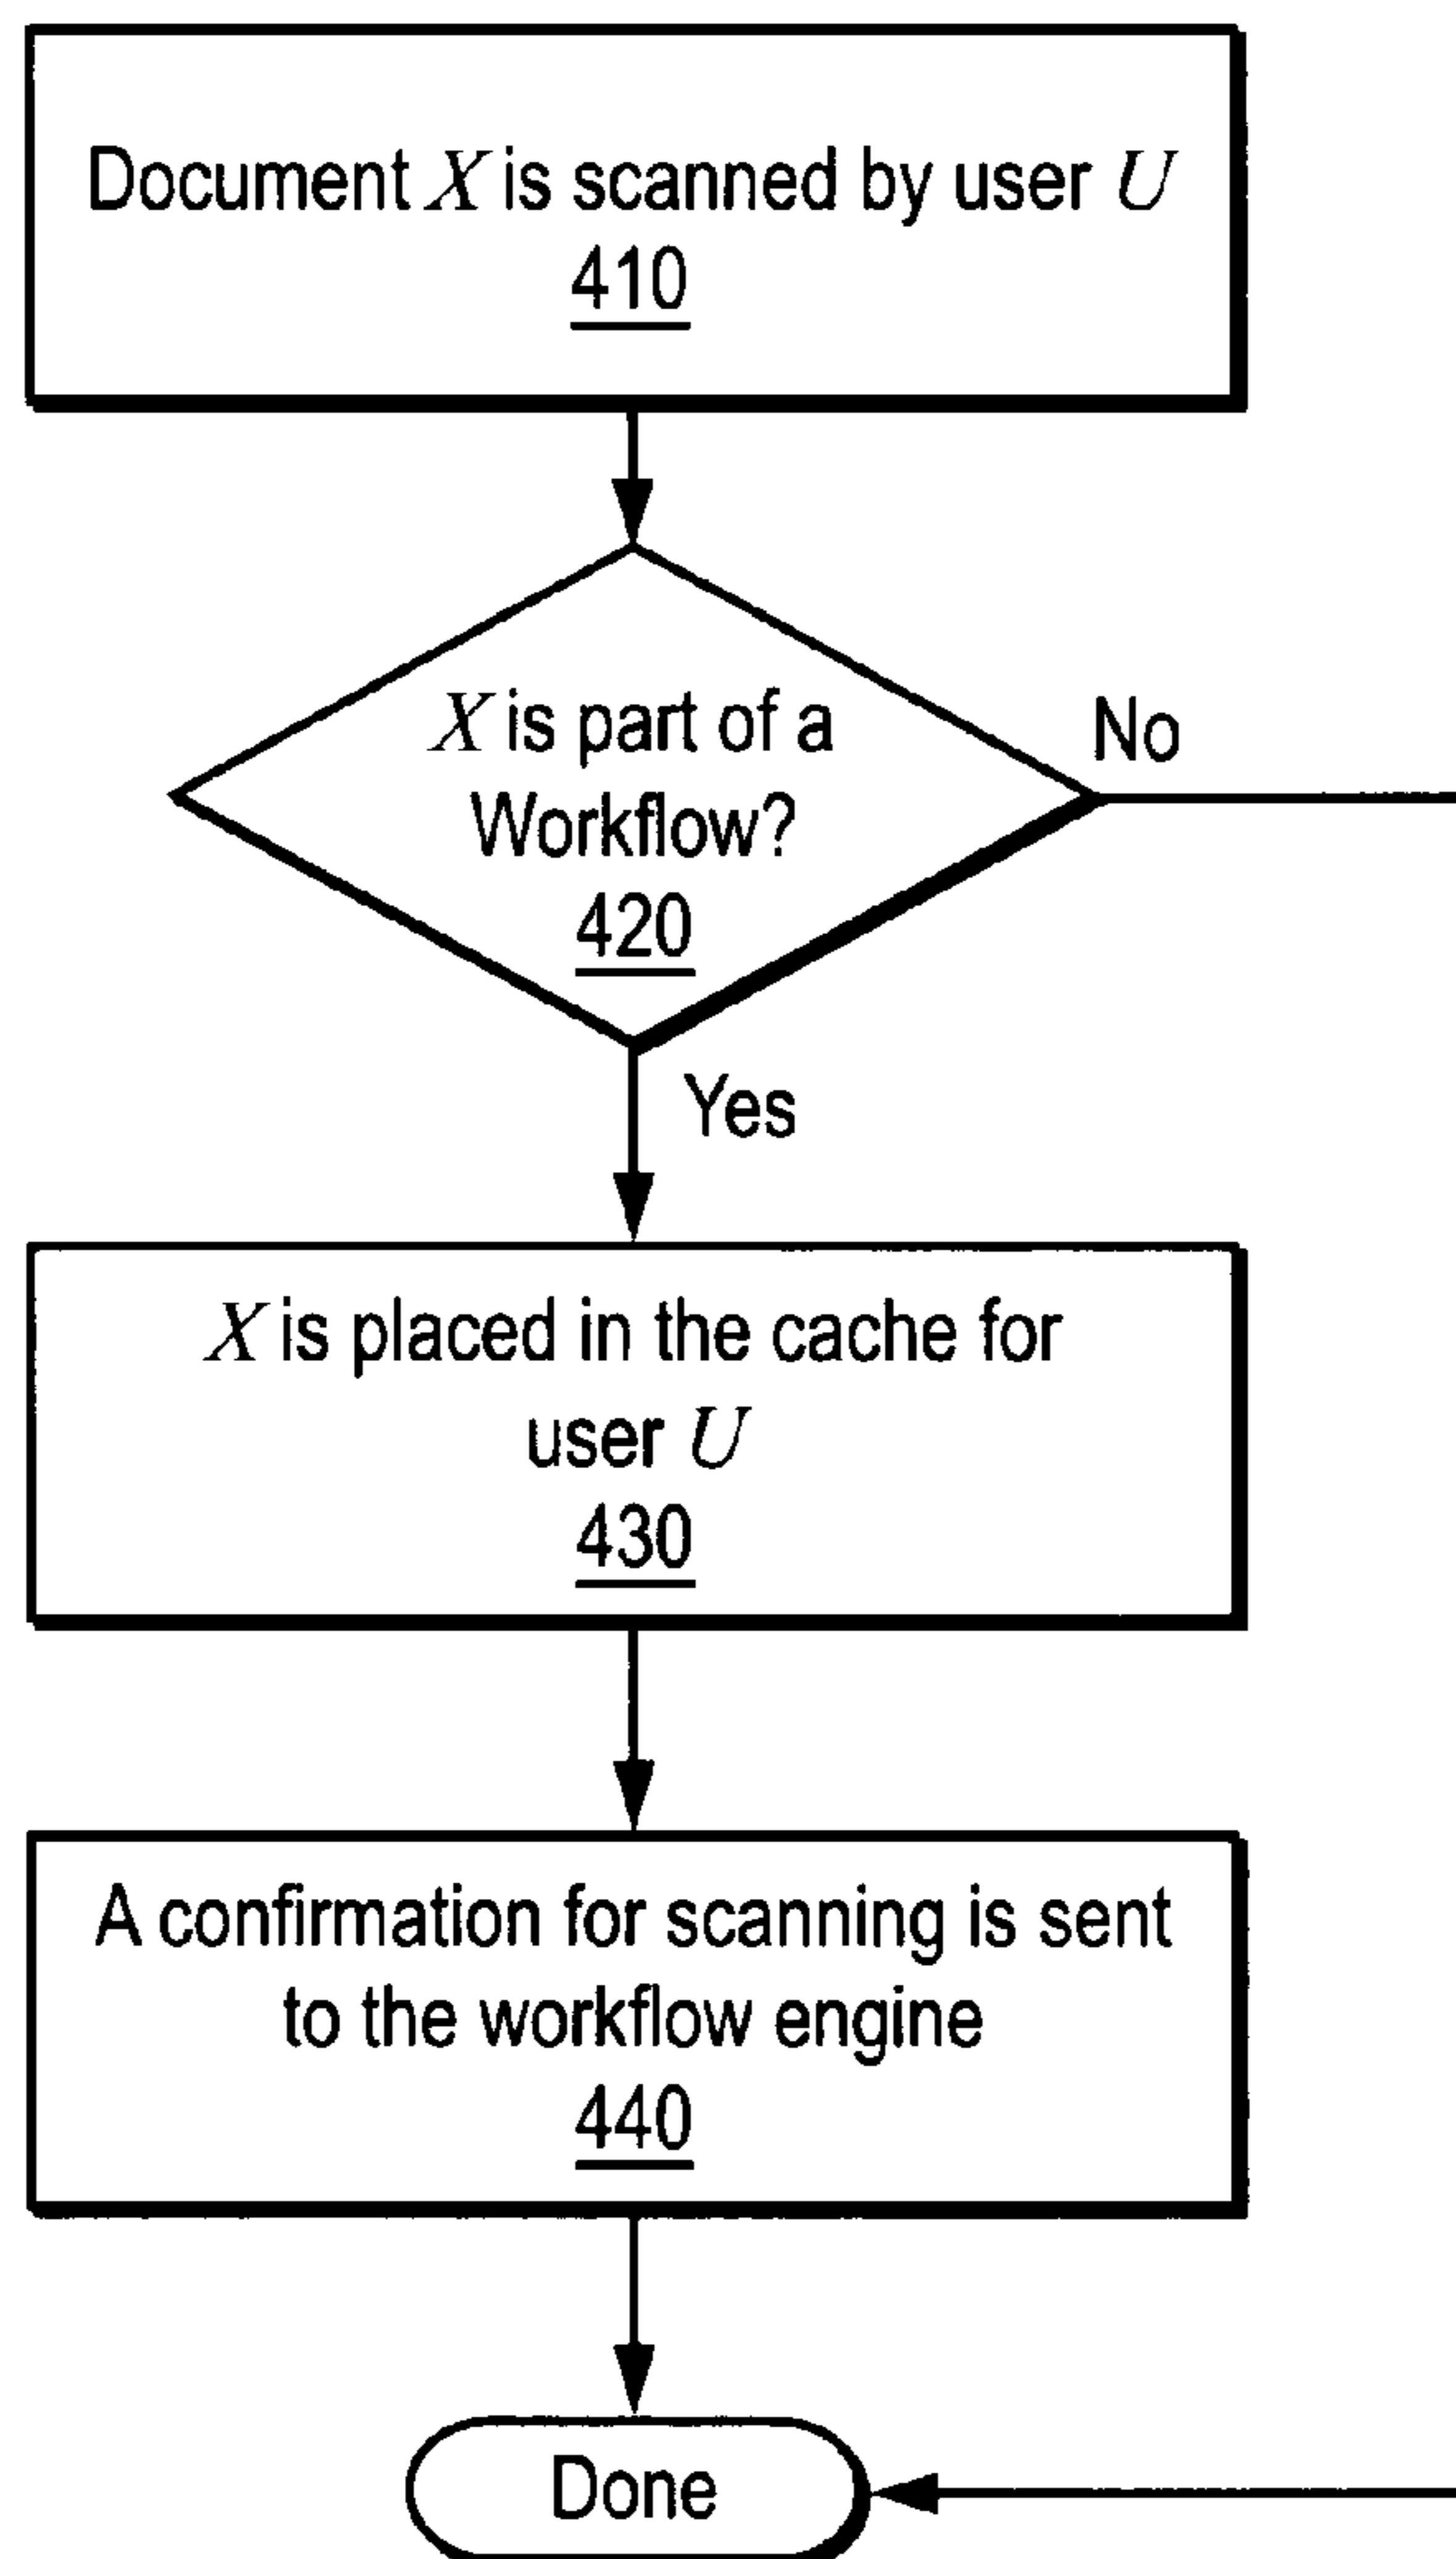 Document X is scanned by user U
410
X is part of a
Workflow?
420
No
Yes
X is placed in the cache for
user U
430
A confirmation for scanning is sent
to the workflow engine
440
Done